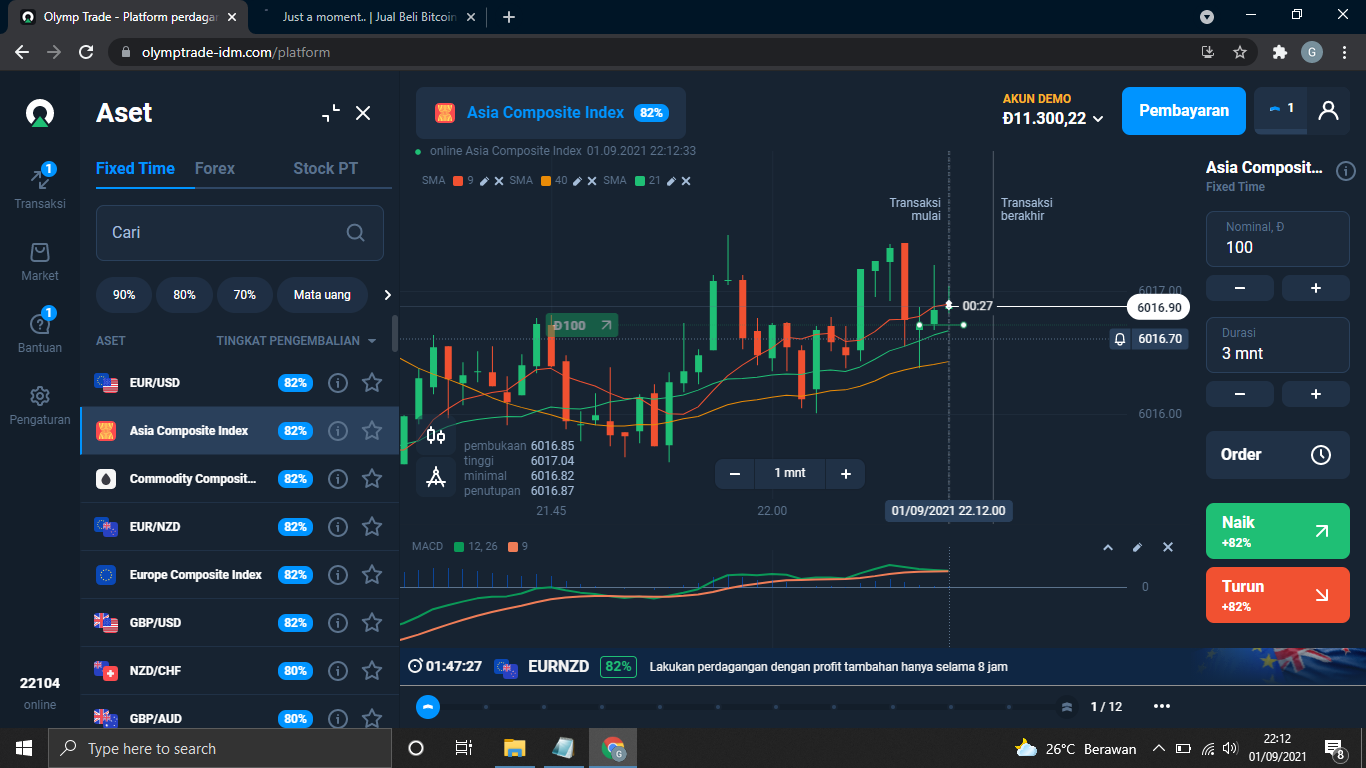 Olymp Trade - Platform perdagan
Just a moment.. | Jual Beli Bitcoin
olymptrade-idm.com/platform
G
Aset
Asia Composite Index 82%
AKUN DEMO
Đ11.300,22
Pembayaran
1
online Asia Composite Index 01.09.2021 22:12:33
Fixed Time
Forex
Stock PT
SMA 9 SMA 40 SMA 21
1
Transaksi
Market
1
Bantuan
Pengaturan
22104
online
Cari
90%
80%
70%
Mata uang
ASET
TINGKAT PENGEMBALIAN
EUR/USD 82%
Asia Composite Index 82%
Commodity Composit... 82%
EUR/NZD 82%
Europe Composite Index 82%
GBP/USD 82%
NZD/CHF 80%
GBP/AUD 80%
Transaksi mulai
Transaksi berakhir
6017.00
00:27
6016.90
6016.70
6016.00
Đ100
pembukaan 6016.85
tinggi 6017.04
minimal 6016.82
penutupan 6016.87
1 mnt
21.45
22.00
01/09/2021 22.12.00
MACD 12, 26 9
0
Asia Composit...
Fixed Time
Nominal, Đ
100
Durasi
3 mnt
Order
Naik
+82%
Turun
+82%
01:47:27 EURNZD 82% Lakukan perdagangan dengan profit tambahan hanya selama 8 jam
1 / 12
Type here to search
G
26°C Berawan
22:12
01/09/2021
8